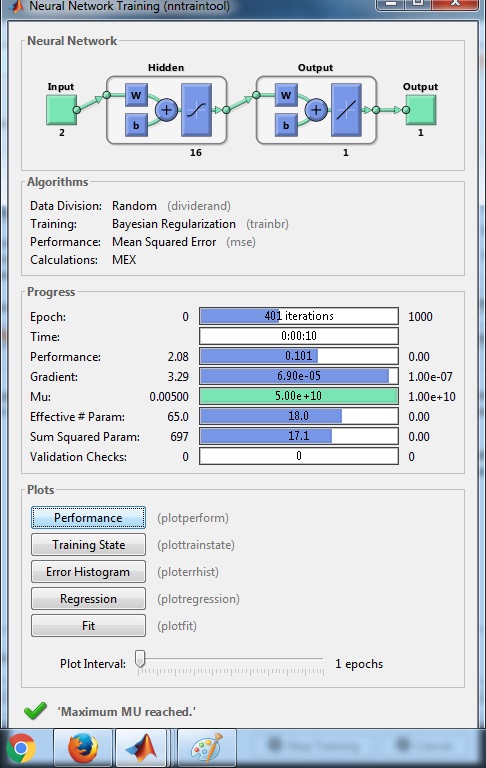 Neural Network Training (nntraintool)
Neural Network
Hidden Output
Input Output
W W
+ +
b b
2 1
16 1
Algorithms
Data Division: Random (dividerand)
Training: Bayesian Regularization (trainbr)
Performance: Mean Squared Error (mse)
Calculations: MEX
Progress
Epoch: 0 401 iterations 1000
Time: 0:00:10
Performance: 2.08 0.101 0.00
Gradient: 3.29 6.90e-05 1.00e-07
Mu: 0.00500 5.00e+10 1.00e+10
Effective # Param: 65.0 18.0 0.00
Sum Squared Param: 697 17.1 0.00
Validation Checks: 0 0 0
Plots
Performance (plotperform)
Training State (plottrainstate)
Error Histogram (ploterrhist)
Regression (plotregression)
Fit (plotfit)
Plot Interval: 1 epochs
'Maximum MU reached.'
Stop Training Cancel